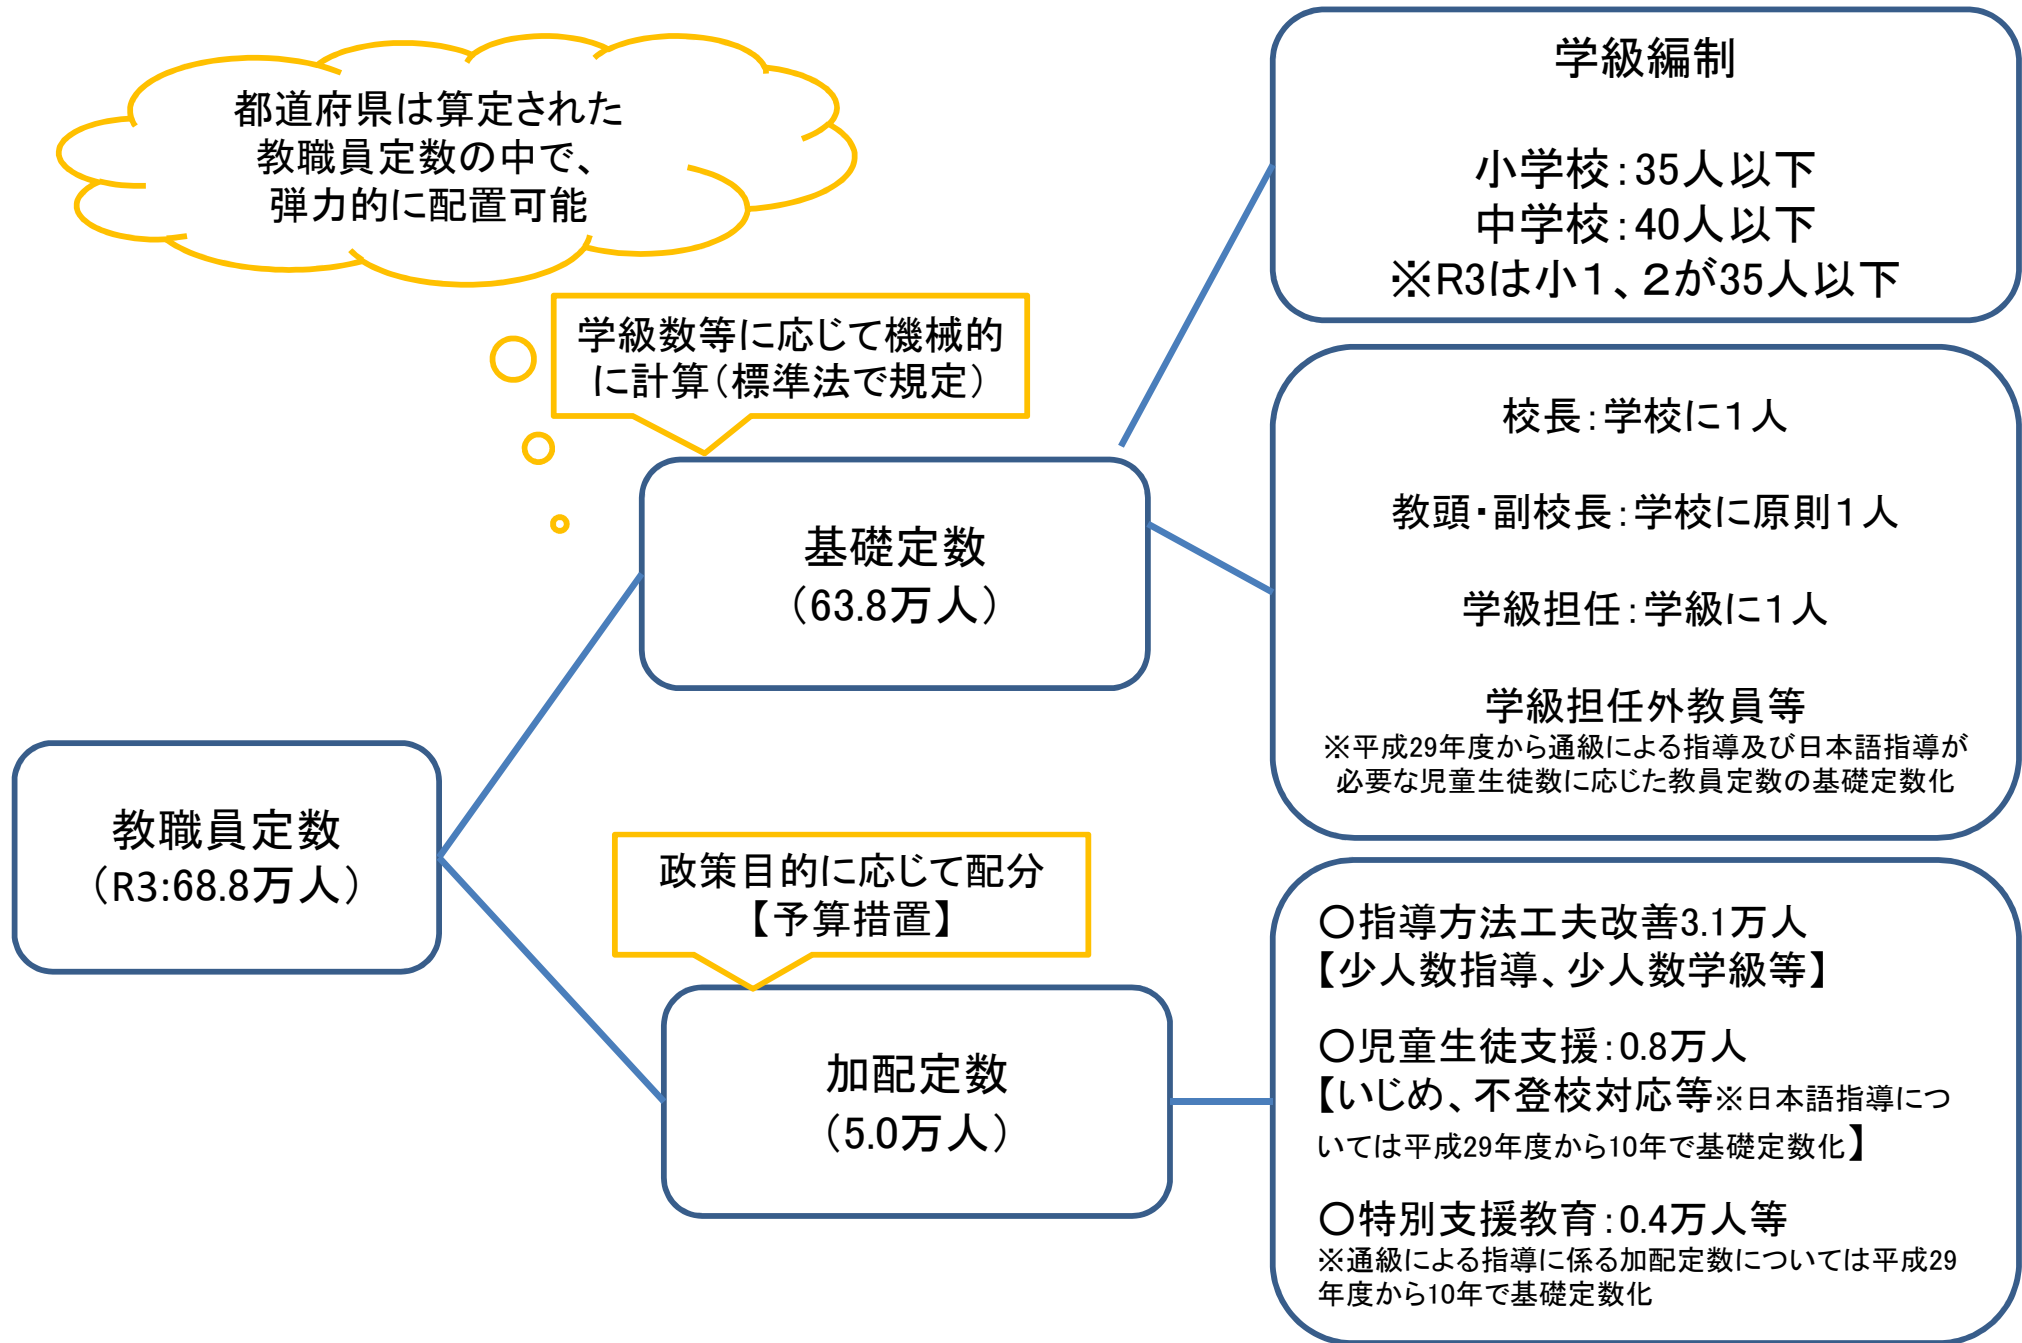 都道府県は算定された
教職員定数の中で、
弾力的に配置可能
学級数等に応じて機械的
に計算（標準法で規定）
基礎定数
（63.8万人）
教職員定数
（R3:68.8万人）
政策目的に応じて配分
【予算措置】
加配定数
（5.0万人）
学級編制
小学校：35人以下
中学校：40人以下
※R3は小１、２が35人以下
校長：学校に１人
教頭・副校長：学校に原則１人
学級担任：学級に１人
学級担任外教員等
※平成29年度から通級による指導及び日本語指導が
必要な児童生徒数に応じた教員定数の基礎定数化
〇指導方法工夫改善3.1万人
【少人数指導、少人数学級等】
〇児童生徒支援：0.8万人
【いじめ、不登校対応等※日本語指導につ
いては平成29年度から10年で基礎定数化】
〇特別支援教育：0.4万人等
※通級による指導に係る加配定数については平成29
年度から10年で基礎定数化